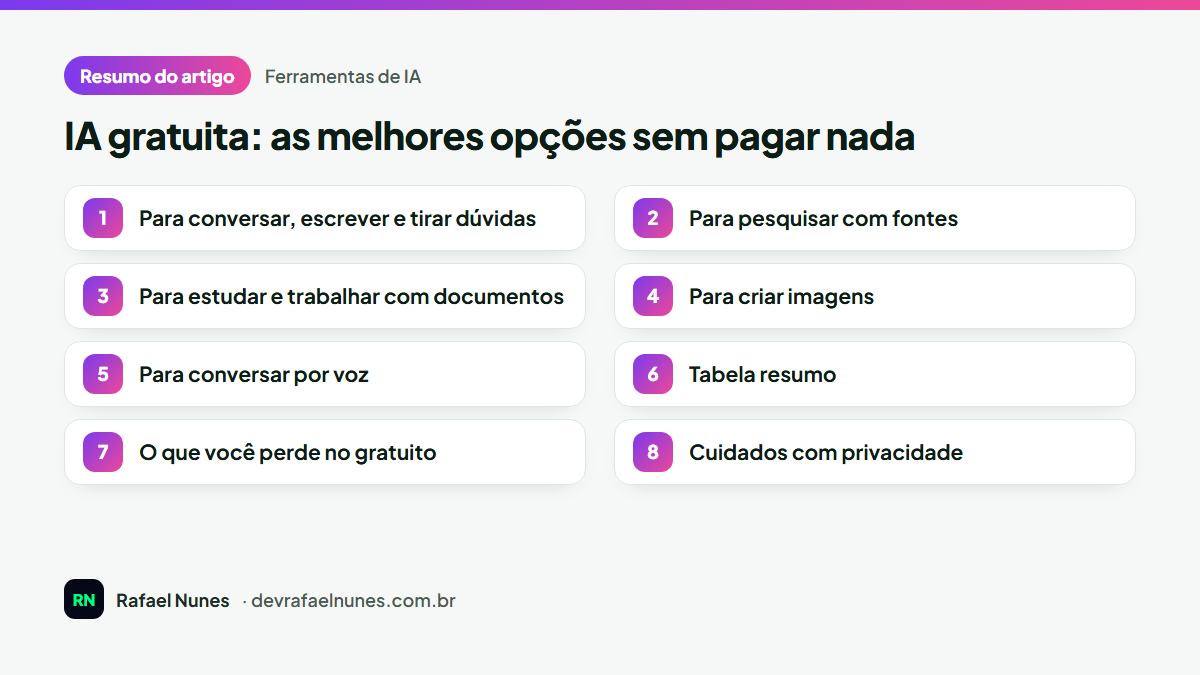 Resumo do artigo
Ferramentas de IA
IA gratuita: as melhores opções sem pagar nada
1 Para conversar, escrever e tirar dúvidas
2 Para pesquisar com fontes
3 Para estudar e trabalhar com documentos
4 Para criar imagens
5 Para conversar por voz
6 Tabela resumo
7 O que você perde no gratuito
8 Cuidados com privacidade
RN Rafael Nunes · devrafaelnunes.com.br